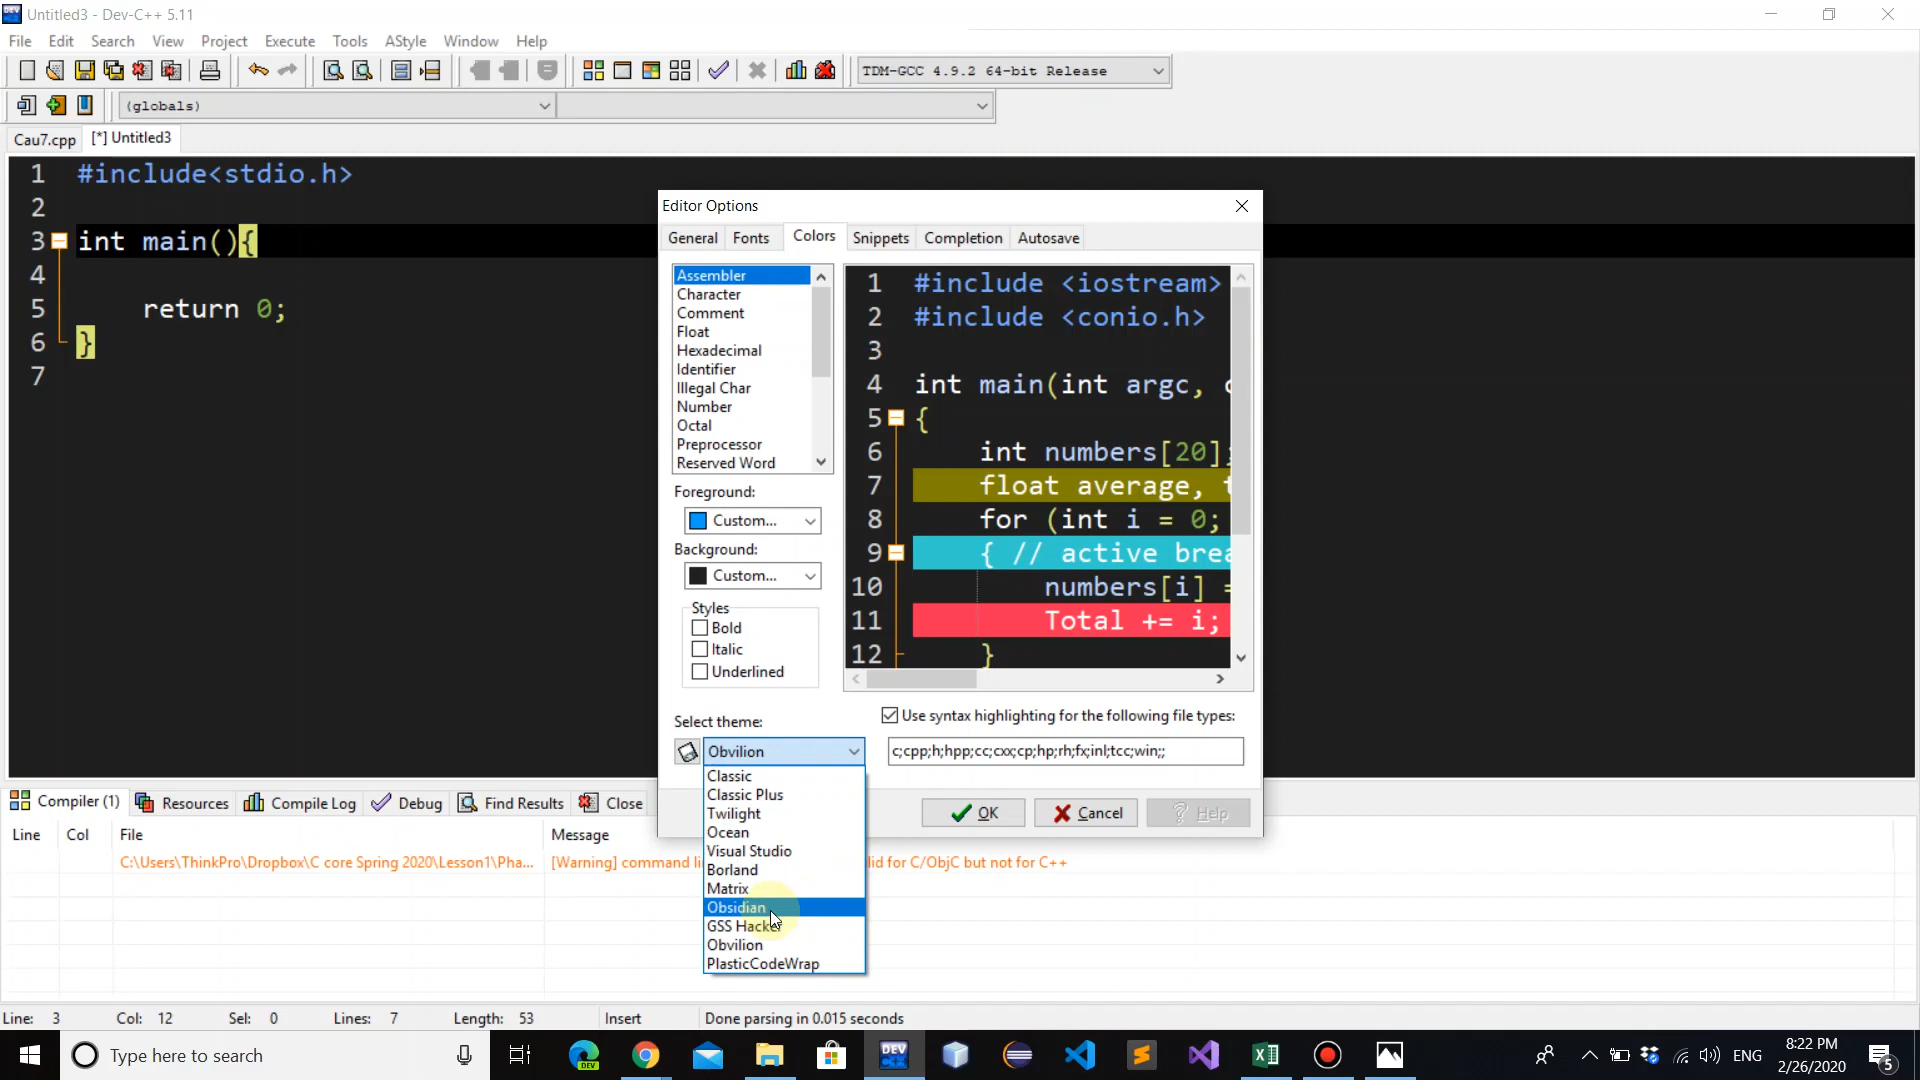 Untitled3 - Dev-C++ 5.11
File Edit Search View Project Execute Tools AStyle Window Help
TDM-GCC 4.9.2 64-bit Release
(globals)
Cau7.cpp [*] Untitled3
1 #include<stdio.h>
2
3 int main(){
4
5 return 0;
6 }
7
Editor Options
General Fonts Colors Snippets Completion Autosave
Assembler
Character
Comment
Float
Hexadecimal
Identifier
Illegal Char
Number
Octal
Preprocessor
Reserved Word
1 #include <iostream>
2 #include <conio.h>
3
4 int main(int argc,
5 {
6 int numbers[20];
7 float average, t
8 for (int i = 0;
9 { // active brea
10 numbers[i] =
11 Total += i;
12 }
Foreground:
Custom...
Background:
Custom...
Styles
Bold
Italic
Underlined
Select theme:
Obvilion
Classic
Classic Plus
Twilight
Ocean
Visual Studio
Borland
Matrix
Obsidian
GSS Hacker
Obvilion
PlasticCodeWrap
Use syntax highlighting for the following file types:
c;cpp;h;hpp;cc;cxx;cp;hp;rh;fx;inl;tcc;win;;
OK Cancel Help
Compiler (1) Resources Compile Log Debug Find Results Close
Line Col File Message
C:\Users\ThinkPro\Dropbox\C core Spring 2020\Lesson1\Pha... [Warning] command li lid for C/ObjC but not for C++
Line: 3 Col: 12 Sel: 0 Lines: 7 Length: 53 Insert Done parsing in 0.015 seconds
Type here to search
DEV
DEV
ENG
8:22 PM
2/26/2020
5